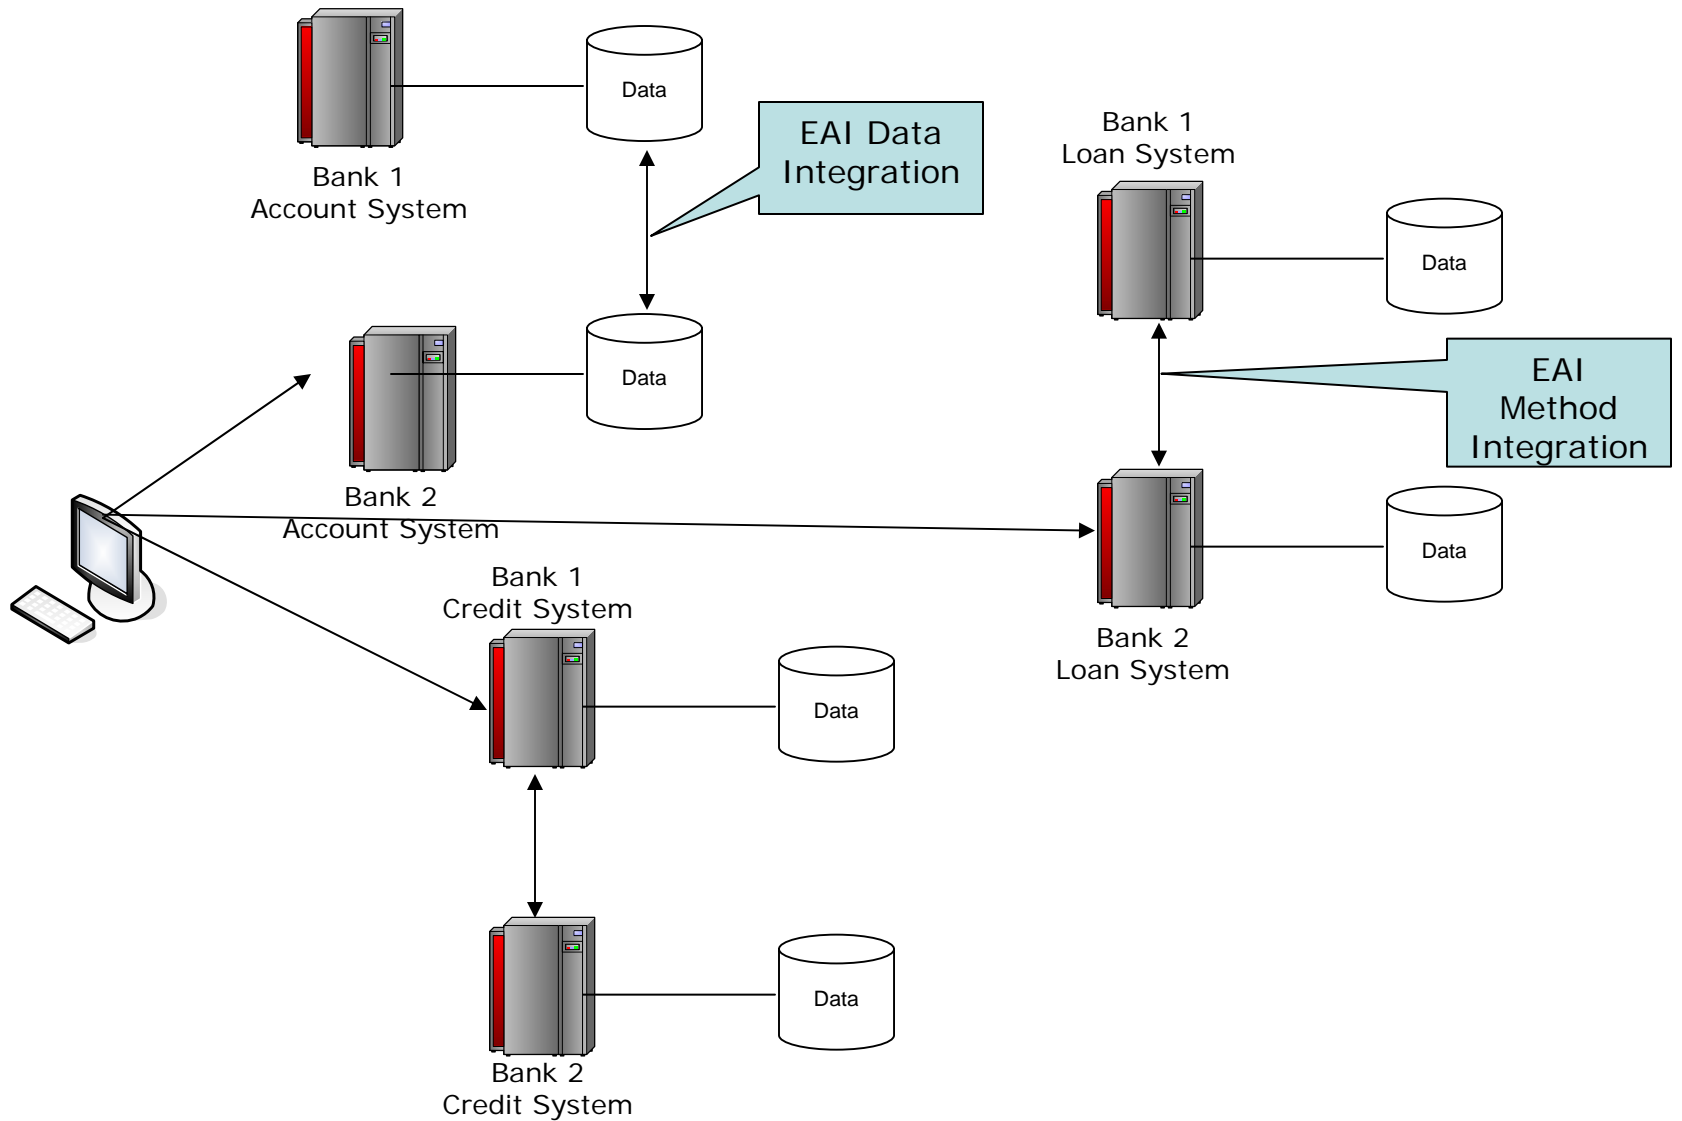 Data
EAI Data
Integration
Bank 1
Account System
Bank 1
Loan System
Data
Data
EAI
Method
Integration
Bank 2
Account System
Data
Bank 1
Credit System
Bank 2
Loan System
Data
Data
Bank 2
Credit System